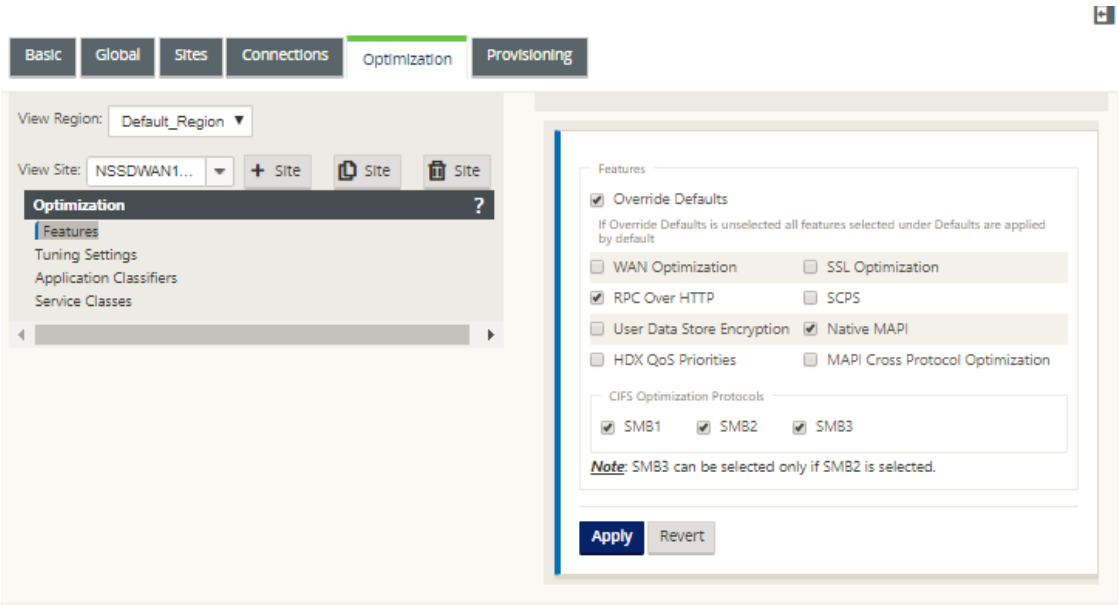 Basic Global Sites Connections Optimization Provisioning
View Region: Default_Region
View Site: NSSDWAN1... + Site Site Site
Optimization ?
Features
Tuning Settings
Application Classifiers
Service Classes
Features
Override Defaults
If Override Defaults is unselected all features selected under Defaults are applied
by default
WAN Optimization SSL Optimization
RPC Over HTTP SCPS
User Data Store Encryption Native MAPI
HDX QoS Priorities MAPI Cross Protocol Optimization
CIFS Optimization Protocols
SMB1 SMB2 SMB3
Note: SMB3 can be selected only if SMB2 is selected.
Apply Revert